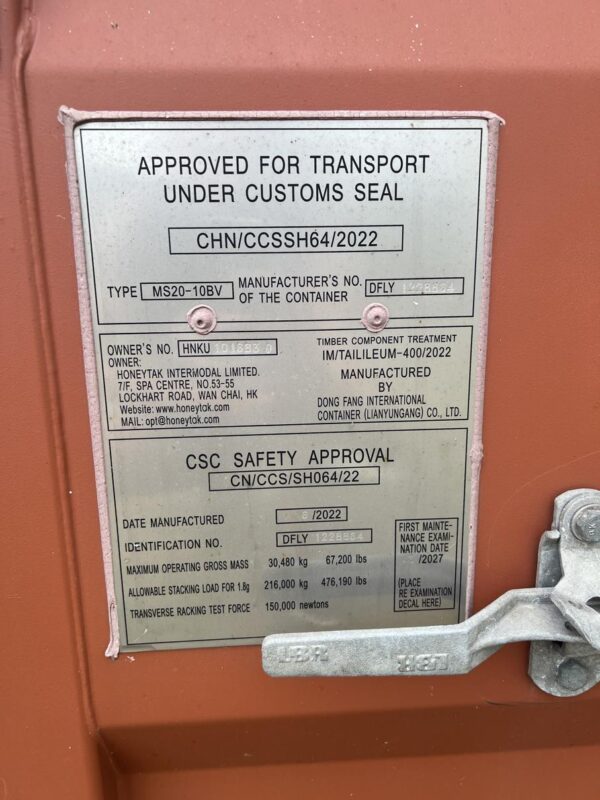 APPROVED FOR TRANSPORT
UNDER CUSTOMS SEAL
CHN/CCSSH64/2022
TYPE MS20-10BV
MANUFACTURER'S NO.
OF THE CONTAINER
DFLY
OWNER'S NO. HNKU
OWNER:
HONEYTAK INTERMODAL LIMITED.
7/F, SPA CENTRE, NO.53-55
LOCKHART ROAD, WAN CHAI, HK
Website: www.honeytak.com
MAIL: opt@honeytak.com
TIMBER COMPONENT TREATMENT
IM/TAILILEUM-400/2022
MANUFACTURED
BY
DONG FANG INTERNATIONAL
CONTAINER (LIANYUNGANG) CO., LTD.
CSC SAFETY APPROVAL
CN/CCS/SH064/22
DATE MANUFACTURED /2022
IDENTIFICATION NO. DFLY
MAXIMUM OPERATING GROSS MASS 30,480 kg 67,200 lbs
ALLOWABLE STACKING LOAD FOR 1.8g 216,000 kg 476,190 lbs
TRANSVERSE RACKING TEST FORCE 150,000 newtons
FIRST MAINTE-
NANCE EXAMI-
NATION DATE
/2027
(PLACE
RE EXAMINATION
DECAL HERE)